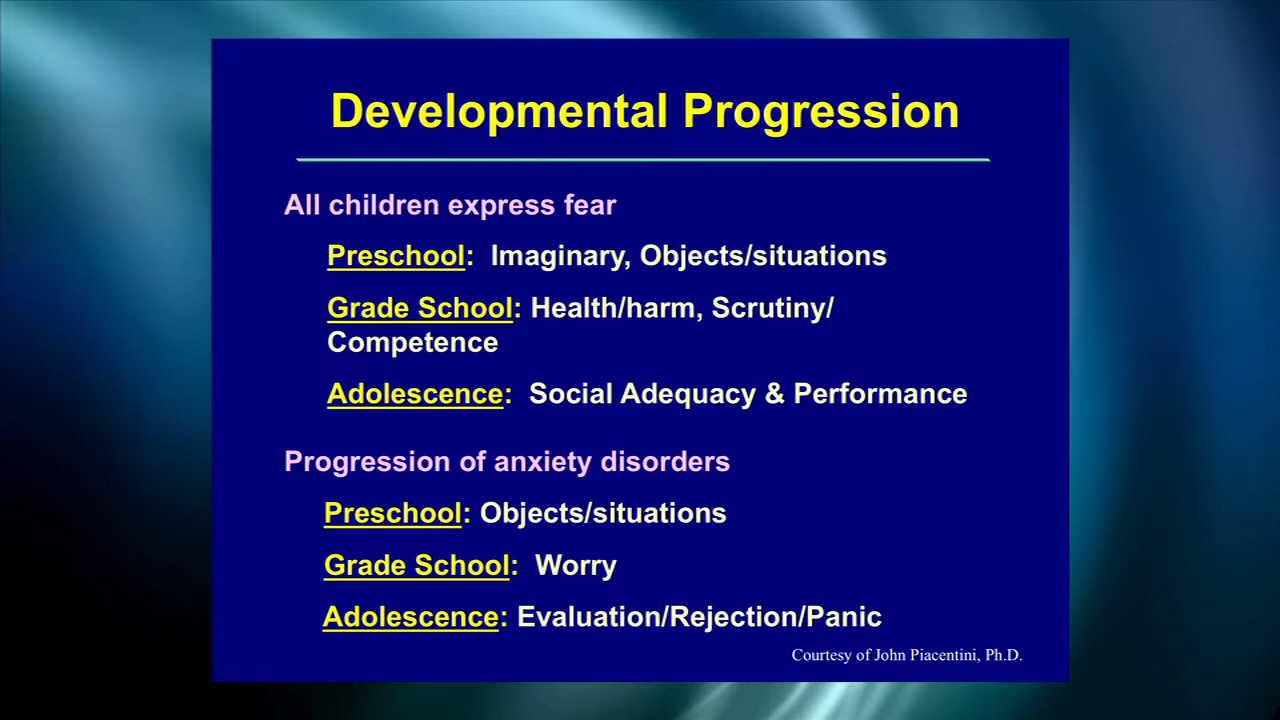 Developmental Progression
All children express fear
Preschool: Imaginary, Objects/situations
Grade School: Health/harm, Scrutiny/
Competence
Adolescence: Social Adequacy & Performance
Progression of anxiety disorders
Preschool: Objects/situations
Grade School: Worry
Adolescence: Evaluation/Rejection/Panic
Courtesy of John Piacentini, Ph.D.